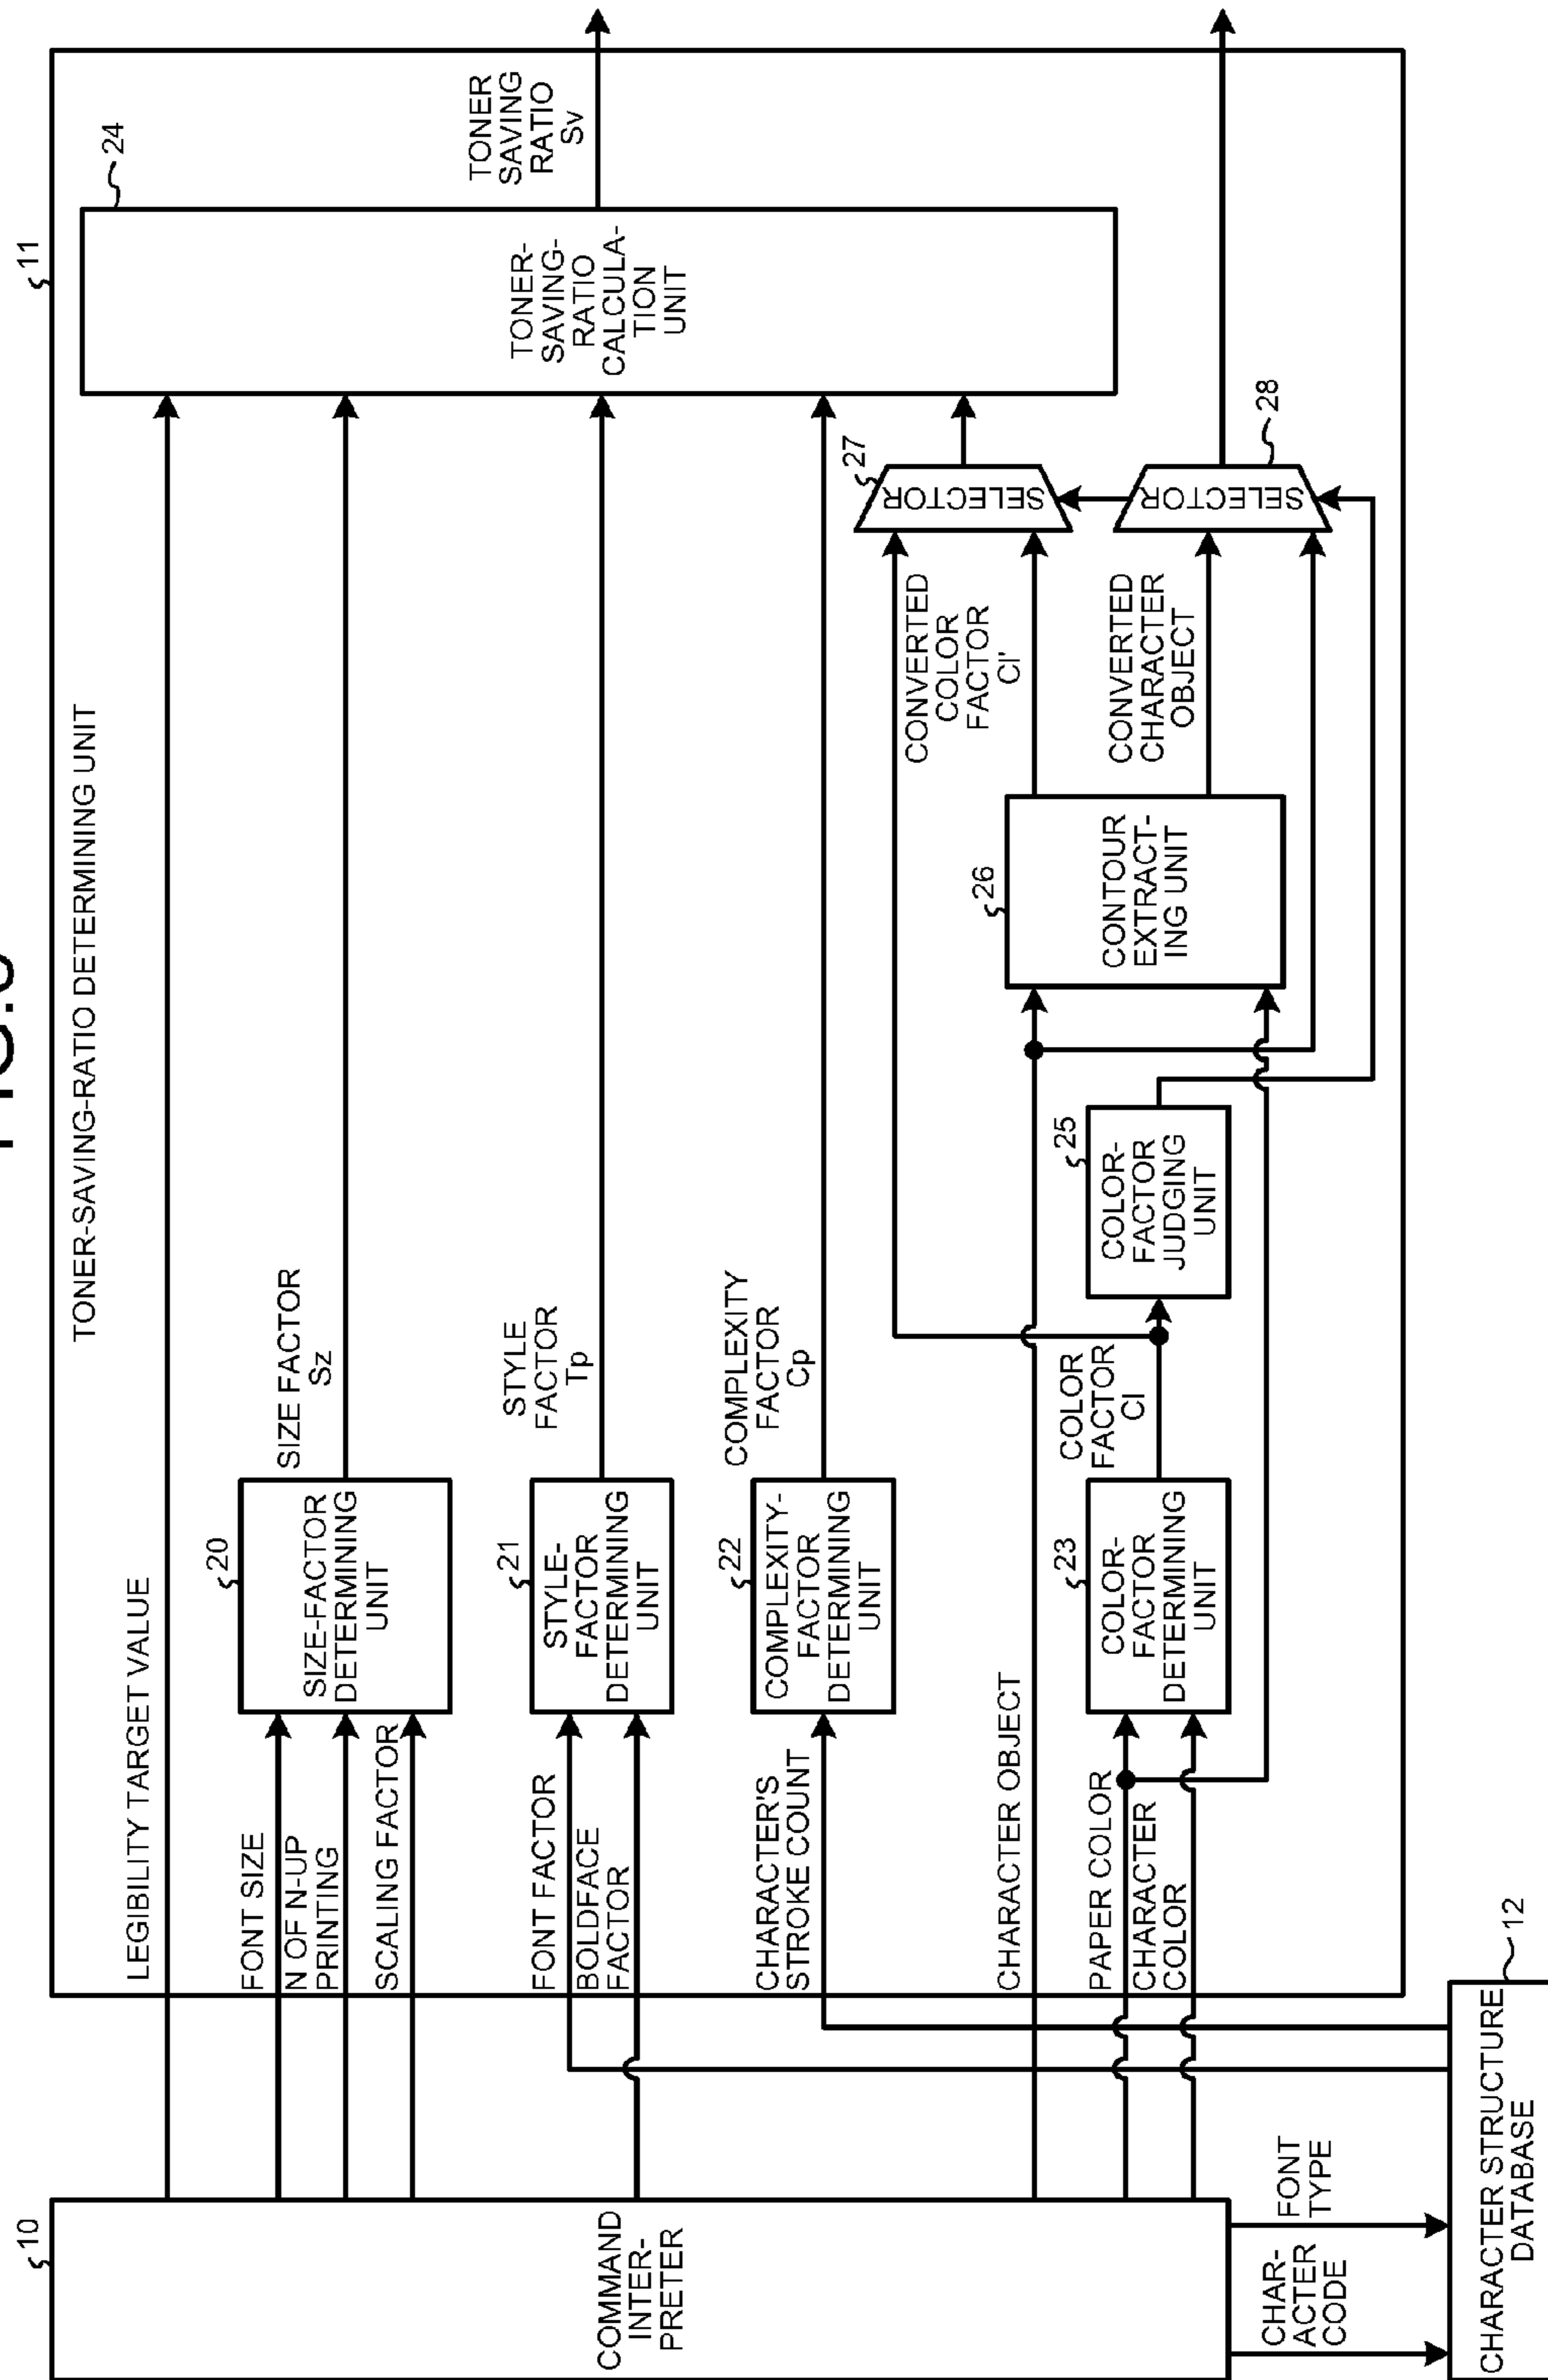 10
COMMAND
INTER-
PRETER
CHAR-
ACTER
CODE
FONT
TYPE
CHARACTER STRUCTURE
DATABASE
12
11
TONER-SAVING-RATIO DETERMINING UNIT
LEGIBILITY TARGET VALUE
FONT SIZE
N OF N-UP
PRINTING
SCALING FACTOR
20
SIZE-FACTOR
DETERMINING
UNIT
SIZE FACTOR
Sz
FONT FACTOR
BOLDFACE
FACTOR
21
STYLE-
FACTOR
DETERMINING
UNIT
STYLE
FACTOR
Tp
CHARACTER'S
STROKE COUNT
22
COMPLEXITY-
FACTOR
DETERMINING
UNIT
COMPLEXITY
FACTOR
Cp
CHARACTER OBJECT
PAPER COLOR
CHARACTER
COLOR
23
COLOR-
FACTOR
DETERMINING
UNIT
COLOR
FACTOR
Cl
25
COLOR-
FACTOR
JUDGING
UNIT
26
CONTOUR
EXTRACT-
ING UNIT
CONVERTED
COLOR
FACTOR
Cl'
CONVERTED
CHARACTER
OBJECT
27
SELECTOR
28
SELECTOR
24
TONER-
SAVING-
RATIO
CALCULA-
TION
UNIT
TONER
SAVING
RATIO
Sv